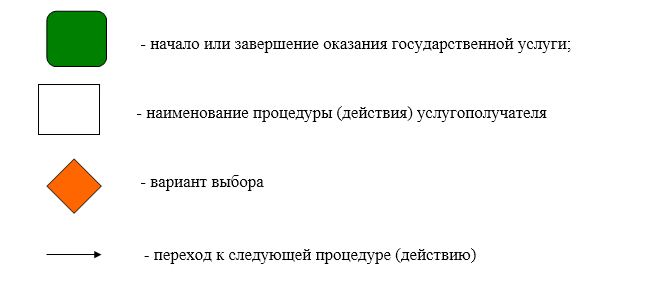 - начало или завершение оказания государственной услуги;
- наименование процедуры (действия) услугополучателя
- вариант выбора
- переход к следующей процедуре (действию)